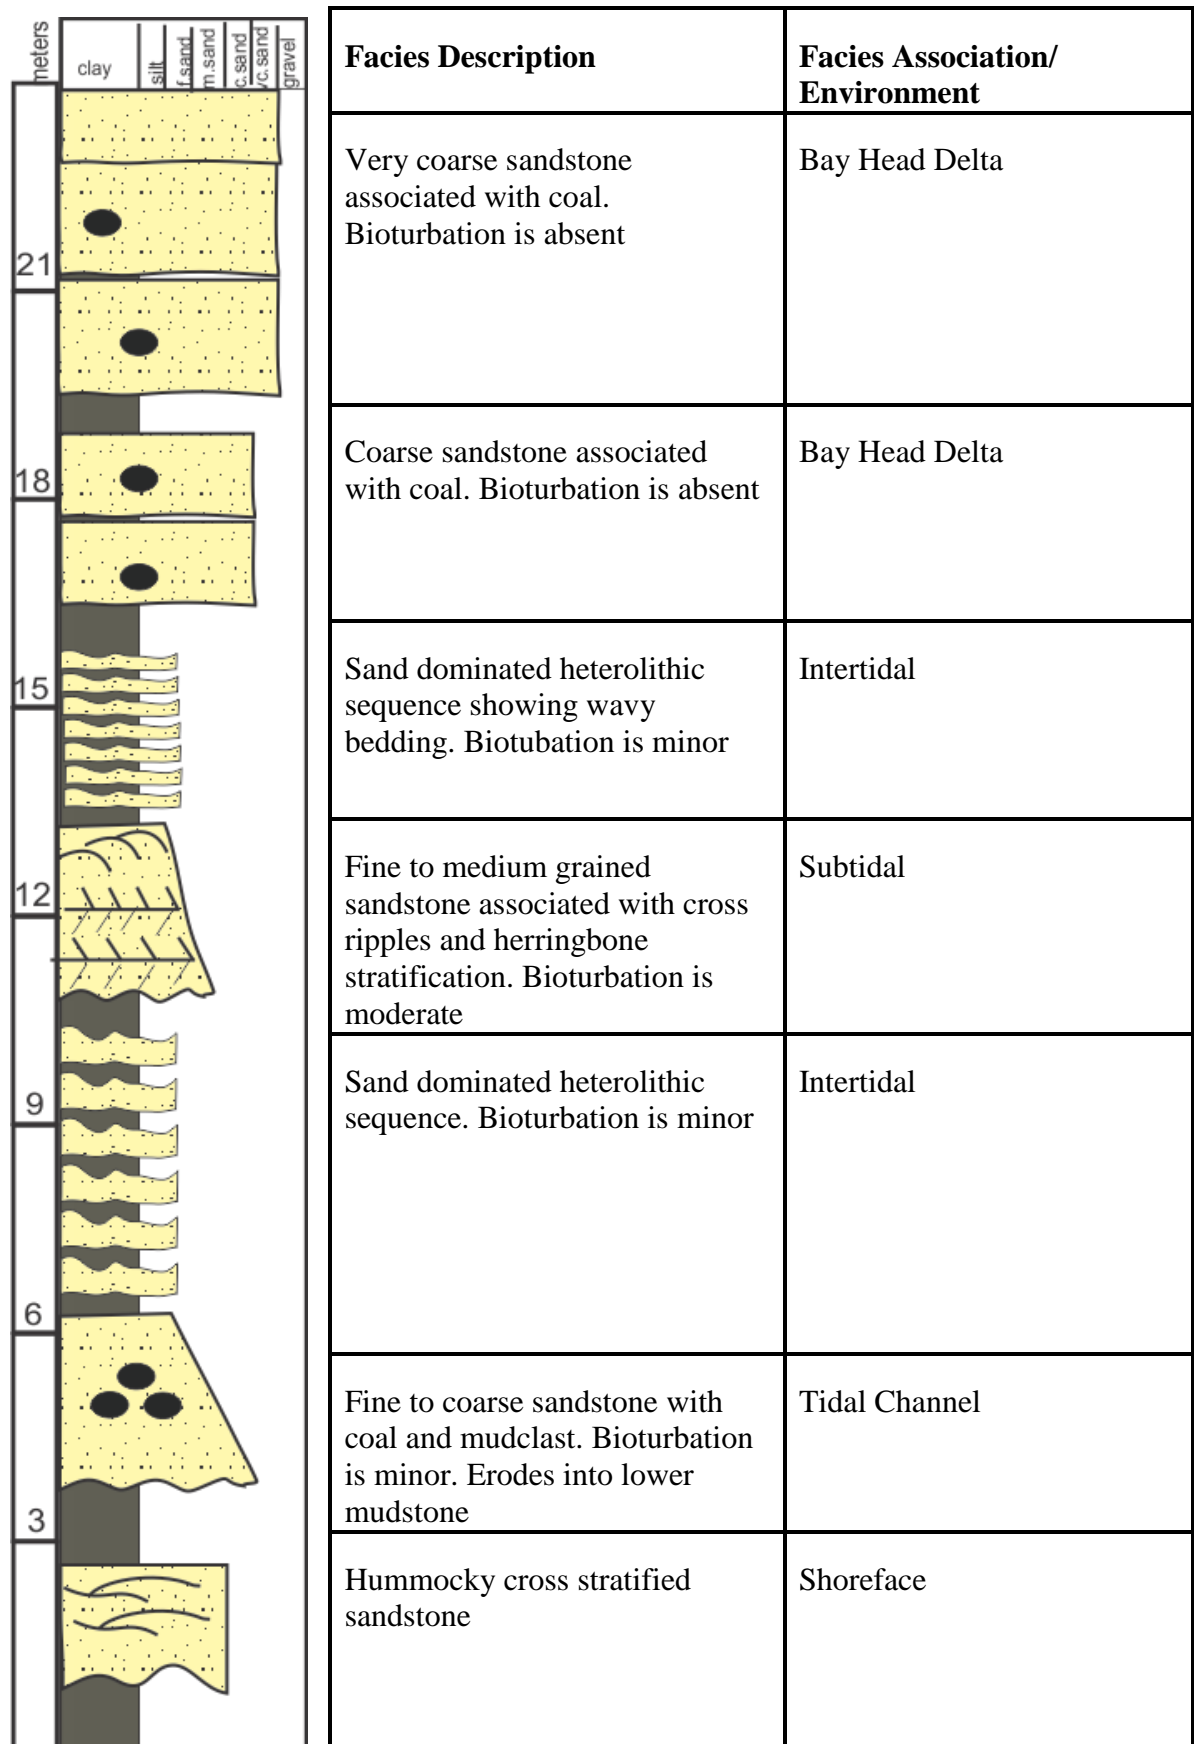 meters
clay
silt
f.sand
m.sand
c.sand
vc.sand
gravel
21
18
15
12
9
6
3
Facies Description
Facies Association/
Environment
Very coarse sandstone
associated with coal.
Bioturbation is absent
Bay Head Delta
Coarse sandstone associated
with coal. Bioturbation is absent
Bay Head Delta
Sand dominated heterolithic
sequence showing wavy
bedding. Biotubation is minor
Intertidal
Fine to medium grained
sandstone associated with cross
ripples and herringbone
stratification. Bioturbation is
moderate
Subtidal
Sand dominated heterolithic
sequence. Bioturbation is minor
Intertidal
Fine to coarse sandstone with
coal and mudclast. Bioturbation
is minor. Erodes into lower
mudstone
Tidal Channel
Hummocky cross stratified
sandstone
Shoreface